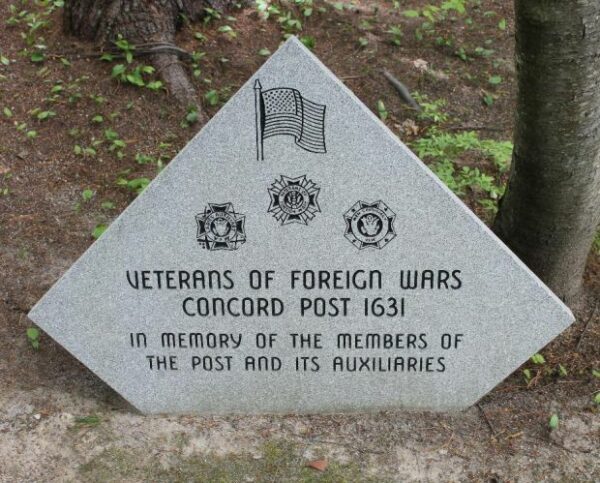 VETERANS OF FOREIGN WARS
CONCORD POST 1631
IN MEMORY OF THE MEMBERS OF
THE POST AND ITS AUXILIARIES